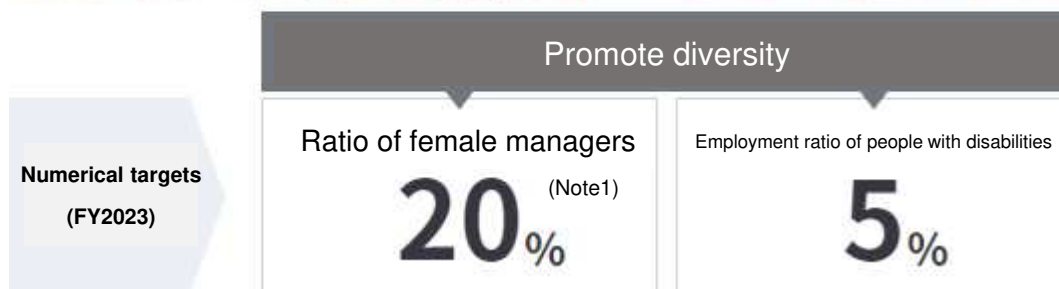 Promote diversity
Numerical targets
(FY2023)
Ratio of female managers
(Note1)
20%
Employment ratio of people with disabilities
5%